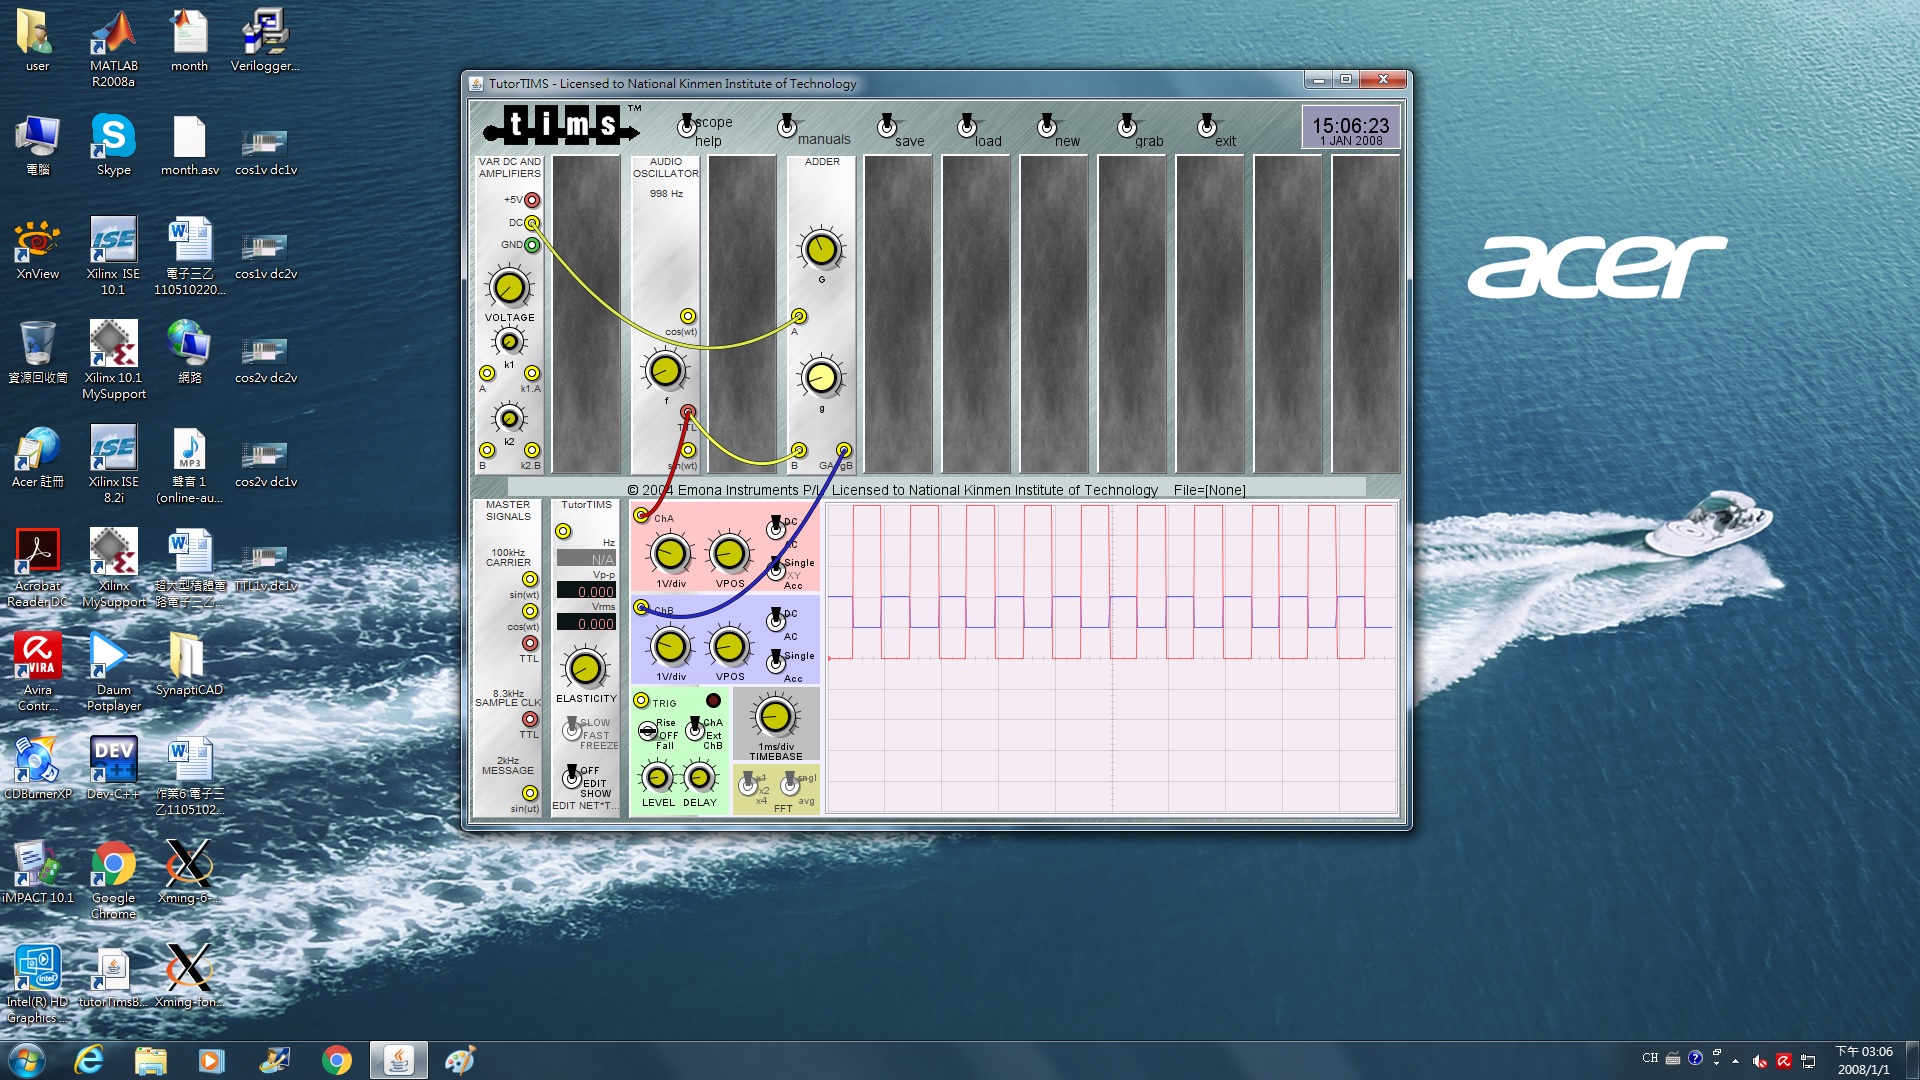 user
MATLAB
R2008a
month
Verilogger...
電腦
Skype
month.asv
cos1v dc1v
XnView
Xilinx ISE
10.1
電子三乙
110510220...
cos1v dc2v
資源回收筒
Xilinx 10.1
MySupport
網路
cos2v dc2v
Acer 註冊
Xilinx ISE
8.2i
聲音 1
(online-au...
cos2v dc1v
Acrobat
Reader DC
Xilinx
MySupport
超大型積體電
路電子三乙...
TTL1v dc1v
Avira
Contr...
Daum
Potplayer
SynaptiCAD
CDBurnerXP
Dev-C++
作業6 電子三
乙1105102...
iMPACT 10.1
Google
Chrome
Xming-6-...
Intel(R) HD
Graphics ...
tutorTimsB...
Xming-fon...
TutorTIMS - Licensed to National Kinmen Institute of Technology
tims™
scope
help
manuals
save
load
new
grab
exit
15:06:23
1 JAN 2008
VAR DC AND
AMPLIFIERS
+5V
DC
GND
VOLTAGE
k1
A
k1.A
k2
B
k2.B
AUDIO
OSCILLATOR
998 Hz
cos(wt)
f
TTL
sin(wt)
ADDER
G
A
g
B
© 2004 Emona Instruments P/L Licensed to National Kinmen Institute of Technology File=[None]
MASTER
SIGNALS
100kHz
CARRIER
sin(wt)
cos(wt)
TTL
8.3kHz
SAMPLE CLK
TTL
2kHz
MESSAGE
sin(ut)
TutorTIMS
Hz
N/A
Vp-p
0.000
Vrms
0.000
ELASTICITY
SLOW
FAST
FREEZE
OFF
EDIT
SHOW
EDIT NET*T...
ChA
DC
AC
Single
XY
Acc
1V/div
VPOS
ChB
DC
AC
Single
Acc
1V/div
VPOS
TRIG
Rise
OFF
Fall
ChA
Ext
ChB
LEVEL
DELAY
1ms/div
TIMEBASE
x1
x2
x4
sngl
avg
FFT
acer
CH
下午 03:06
2008/1/1